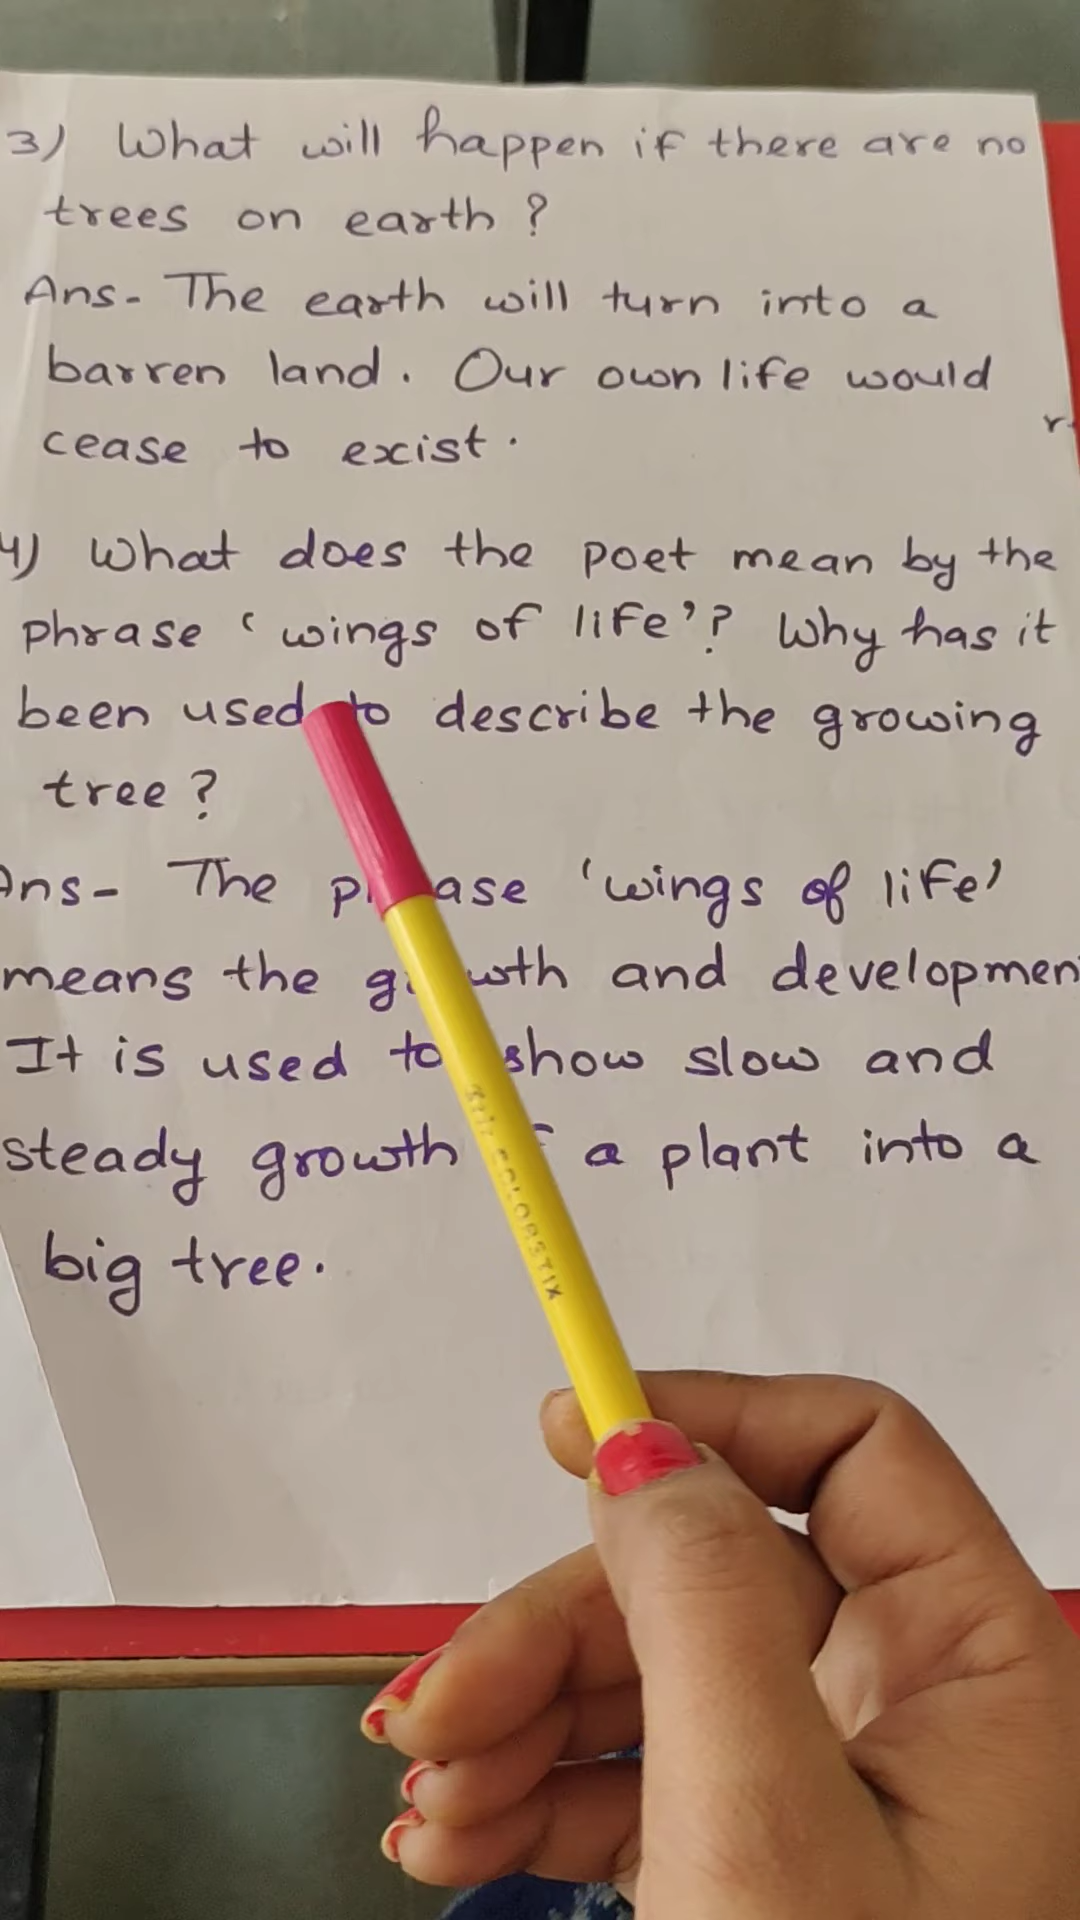 3) What will happen if there are no
trees on earth ?
Ans- The earth will turn into a
barren land. Our own life would
cease to excist.
4) What does the poet mean by the
phrase 'wings of life'? Why has it
been used to describe the growing
tree ?
Ans- The 'wings of life'
means the and
It is used to show slow and
steady growth a plant into a
big tree.
COLORSTIX